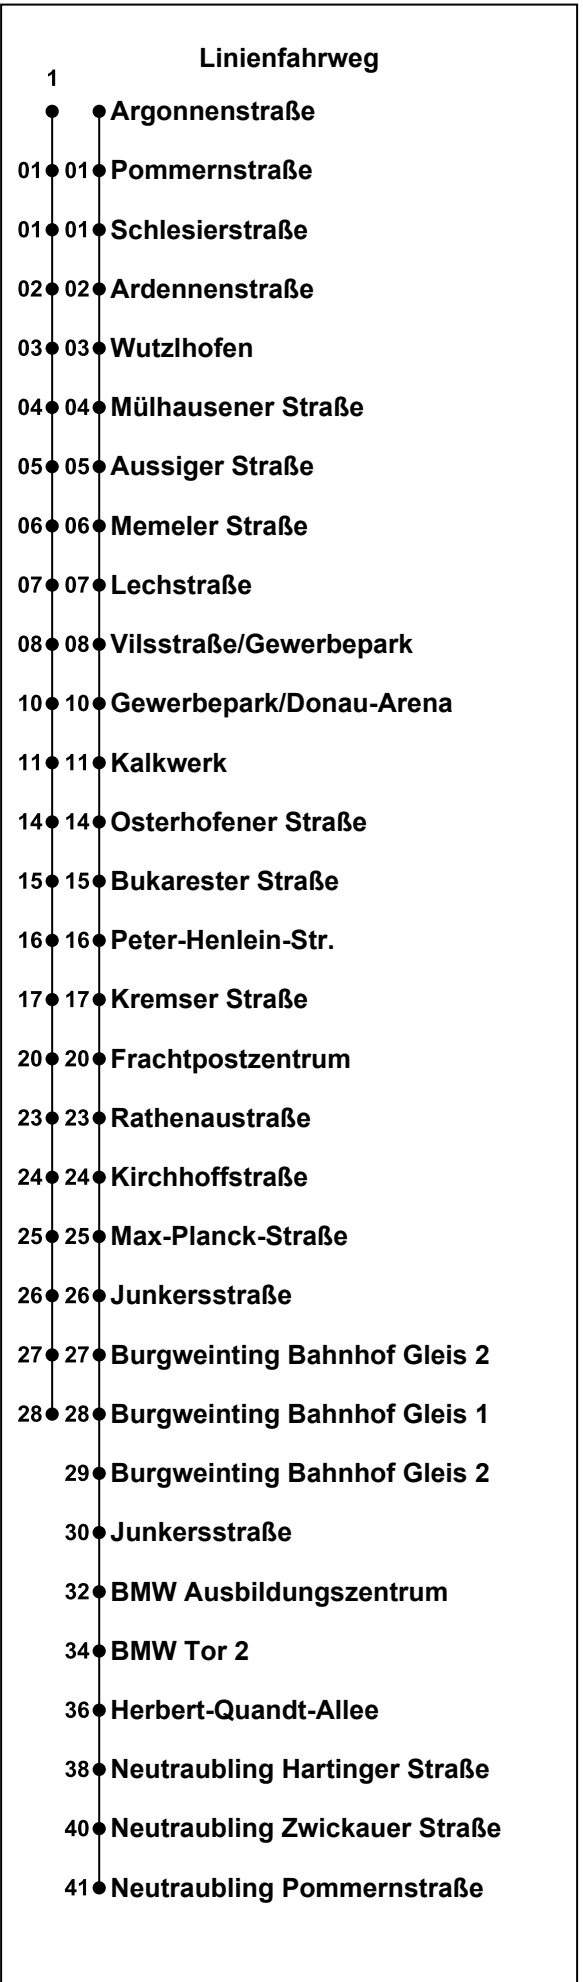 Linienfahrweg
1
Argonnenstraße
01 01 Pommernstraße
01 01 Schlesierstraße
02 02 Ardennenstraße
03 03 Wutzlhofen
04 04 Mülhausener Straße
05 05 Aussiger Straße
06 06 Memeler Straße
07 07 Lechstraße
08 08 Vilsstraße/Gewerbepark
10 10 Gewerbepark/Donau-Arena
11 11 Kalkwerk
14 14 Osterhofener Straße
15 15 Bukarester Straße
16 16 Peter-Henlein-Str.
17 17 Kremser Straße
20 20 Frachtpostzentrum
23 23 Rathenaustraße
24 24 Kirchhoffstraße
25 25 Max-Planck-Straße
26 26 Junkersstraße
27 27 Burgweinting Bahnhof Gleis 2
28 28 Burgweinting Bahnhof Gleis 1
29 Burgweinting Bahnhof Gleis 2
30 Junkersstraße
32 BMW Ausbildungszentrum
34 BMW Tor 2
36 Herbert-Quandt-Allee
38 Neutraubling Hartinger Straße
40 Neutraubling Zwickauer Straße
41 Neutraubling Pommernstraße